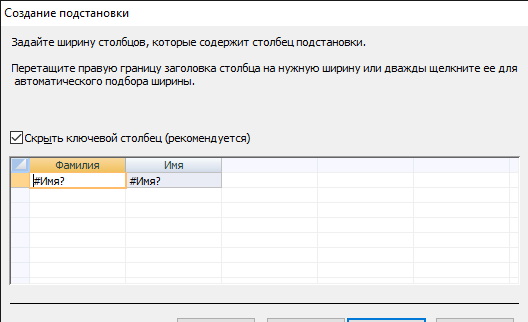 Создание подстановки
Задайте ширину столбцов, которые содержит столбец подстановки.
Перетащите правую границу заголовка столбца на нужную ширину или дважды щелкните ее для
автоматического подбора ширины.
Скрыть ключевой столбец (рекомендуется)
Фамилия Имя
#Имя? #Имя?